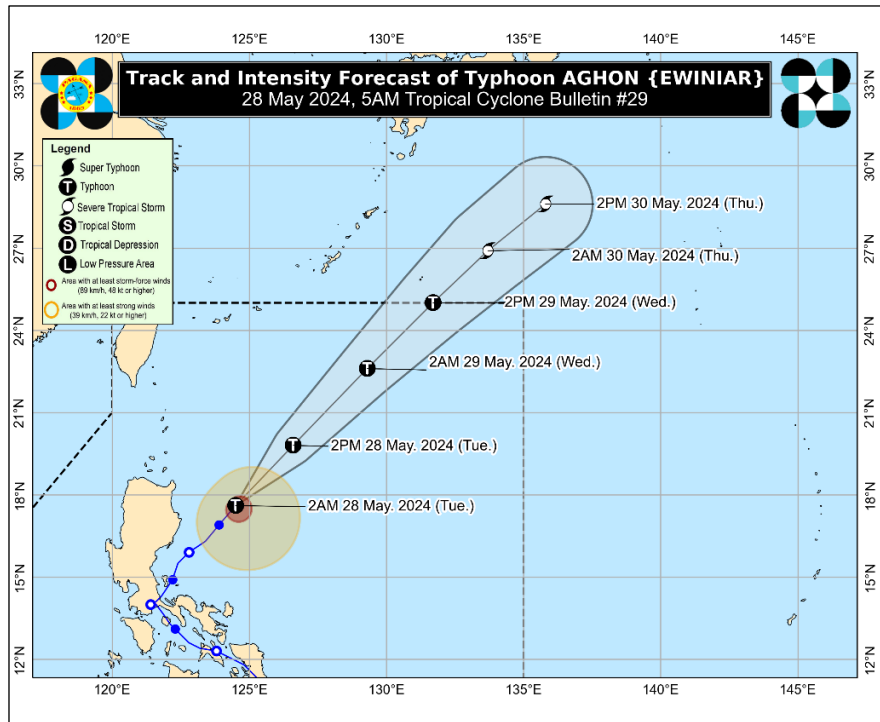 120°E 125°E 130°E 135°E 140°E 145°E
Track and Intensity Forecast of Typhoon AGHON {EWINIAR}
28 May 2024, 5AM Tropical Cyclone Bulletin #29
PAGASA
Legend
Super Typhoon
T Typhoon
Severe Tropical Storm
S Tropical Storm
D Tropical Depression
L Low Pressure Area
Area with at least storm-force winds
(89 km/h, 48 kt or higher)
Area with at least strong winds
(39 km/h, 22 kt or higher)
33°N 33°N
30°N 30°N
27°N 27°N
24°N 24°N
21°N 21°N
18°N 18°N
15°N 15°N
12°N 12°N
2PM 30 May. 2024 (Thu.)
2AM 30 May. 2024 (Thu.)
T 2PM 29 May. 2024 (Wed.)
T 2AM 29 May. 2024 (Wed.)
T 2PM 28 May. 2024 (Tue.)
T 2AM 28 May. 2024 (Tue.)
120°E 125°E 130°E 135°E 140°E 145°E